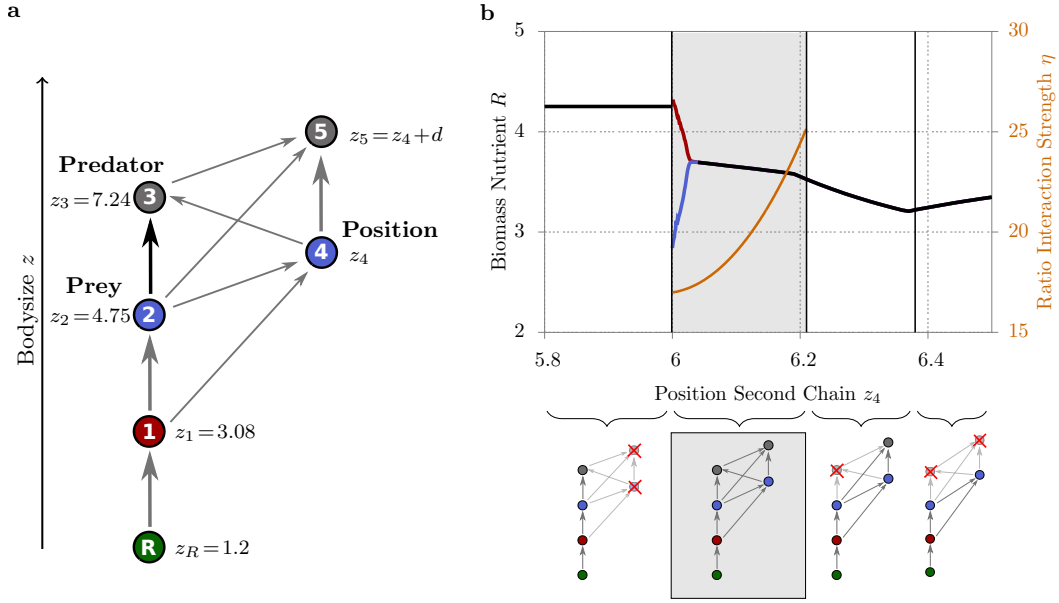 a
Bodysize z
5
z₅ = z₄ + d
Predator
3
z₃ = 7.24
Position
4
z₄
Prey
2
z₂ = 4.75
1
z₁ = 3.08
R
z_R = 1.2
b
5
4
3
2
Biomass Nutrient R
30
25
20
15
Ratio Interaction Strength η
5.8 6 6.2 6.4
Position Second Chain z₄